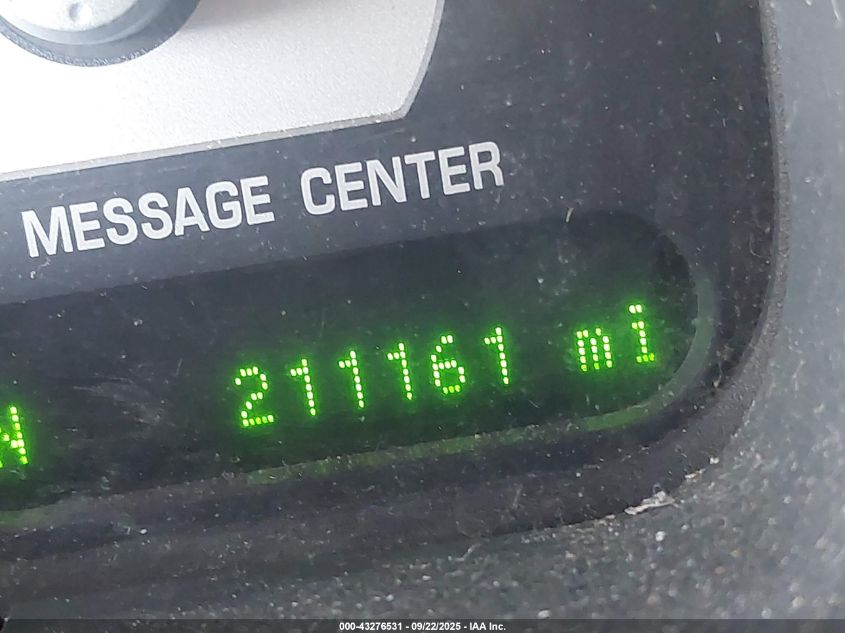 MESSAGE CENTER
211161 mi
000-43276531 - 09/22/2025 - IAA Inc.